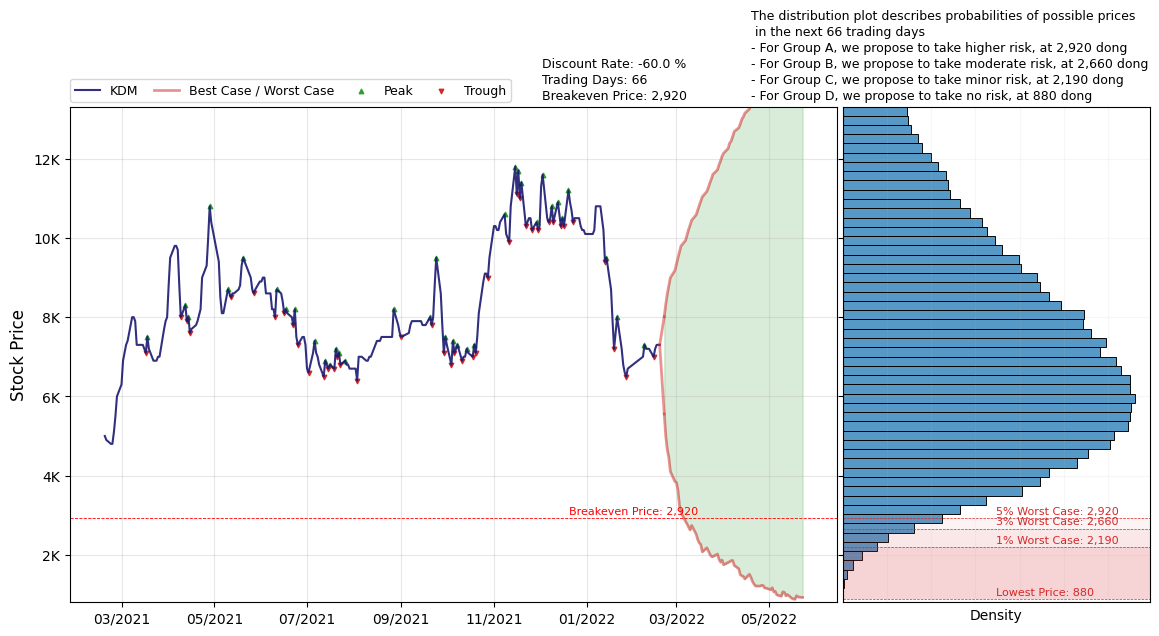 The distribution plot describes probabilities of possible prices
in the next 66 trading days
- For Group A, we propose to take higher risk, at 2,920 dong
- For Group B, we propose to take moderate risk, at 2,660 dong
- For Group C, we propose to take minor risk, at 2,190 dong
- For Group D, we propose to take no risk, at 880 dong
Discount Rate: -60.0 %
Trading Days: 66
Breakeven Price: 2,920
KDM
Best Case / Worst Case
Peak
Trough
Stock Price
12K
10K
8K
6K
4K
2K
Breakeven Price: 2,920
5% Worst Case: 2,920
3% Worst Case: 2,660
1% Worst Case: 2,190
Lowest Price: 880
03/2021
05/2021
07/2021
09/2021
11/2021
01/2022
03/2022
05/2022
Density